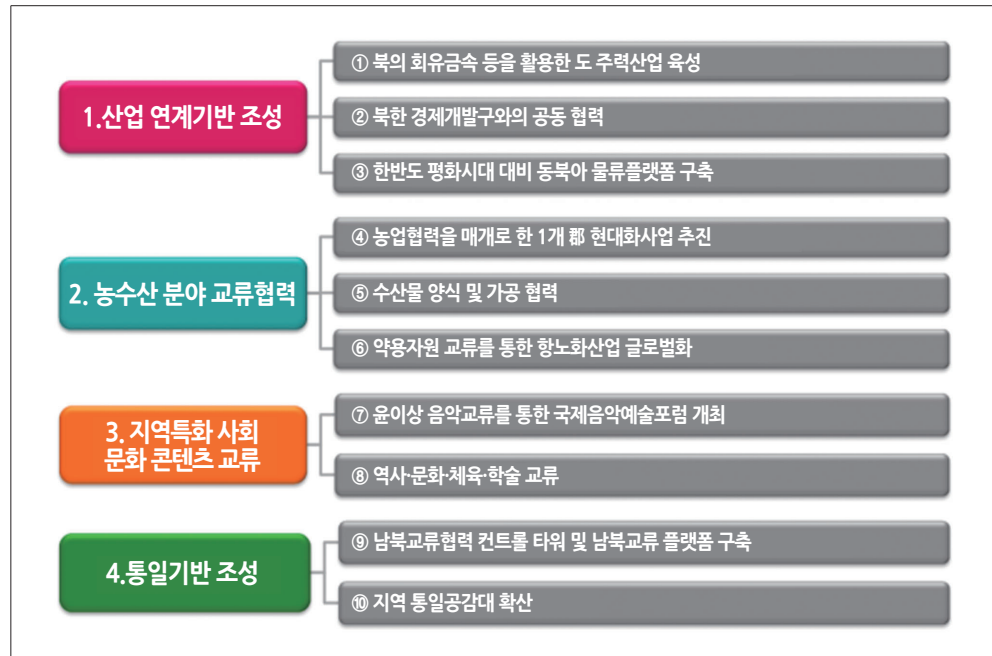 1.산업 연계기반 조성
① 북의 회유금속 등을 활용한 도 주력산업 육성
② 북한 경제개발구와의 공동 협력
③ 한반도 평화시대 대비 동북아 물류플랫폼 구축
2. 농수산 분야 교류협력
④ 농업협력을 매개로 한 1개 郡 현대화사업 추진
⑤ 수산물 양식 및 가공 협력
⑥ 약용자원 교류를 통한 항노화산업 글로벌화
3. 지역특화 사회
문화 콘텐츠 교류
⑦ 윤이상 음악교류를 통한 국제음악예술포럼 개최
⑧ 역사·문화·체육·학술 교류
4.통일기반 조성
⑨ 남북교류협력 컨트롤 타워 및 남북교류 플랫폼 구축
⑩ 지역 통일공감대 확산